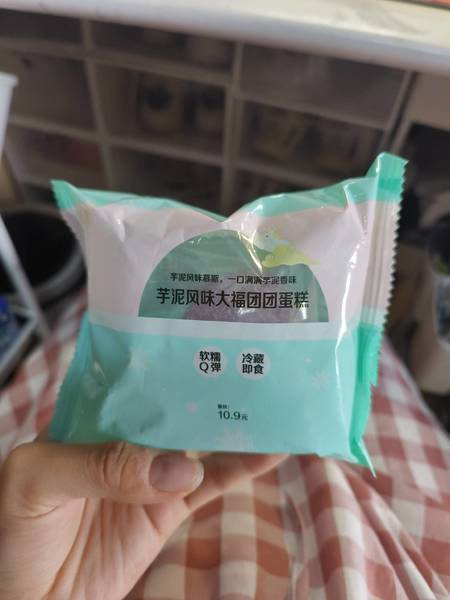 芋泥风味慕斯，一口满满芋泥香味
芋泥风味大福团团蛋糕
软糯
Q弹
冷藏
即食
10.9元